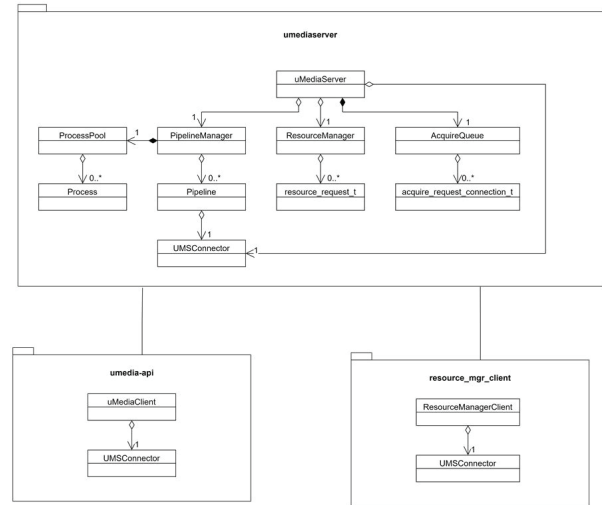 umediaserver
uMediaServer
1
1
1
ProcessPool
1
PipelineManager
ResourceManager
AcquireQueue
0..*
0..*
0..*
0..*
Process
Pipeline
resource_request_t
acquire_request_connection_t
1
UMSConnector
1
umedia-api
uMediaClient
1
UMSConnector
resource_mgr_client
ResourceManagerClient
1
UMSConnector